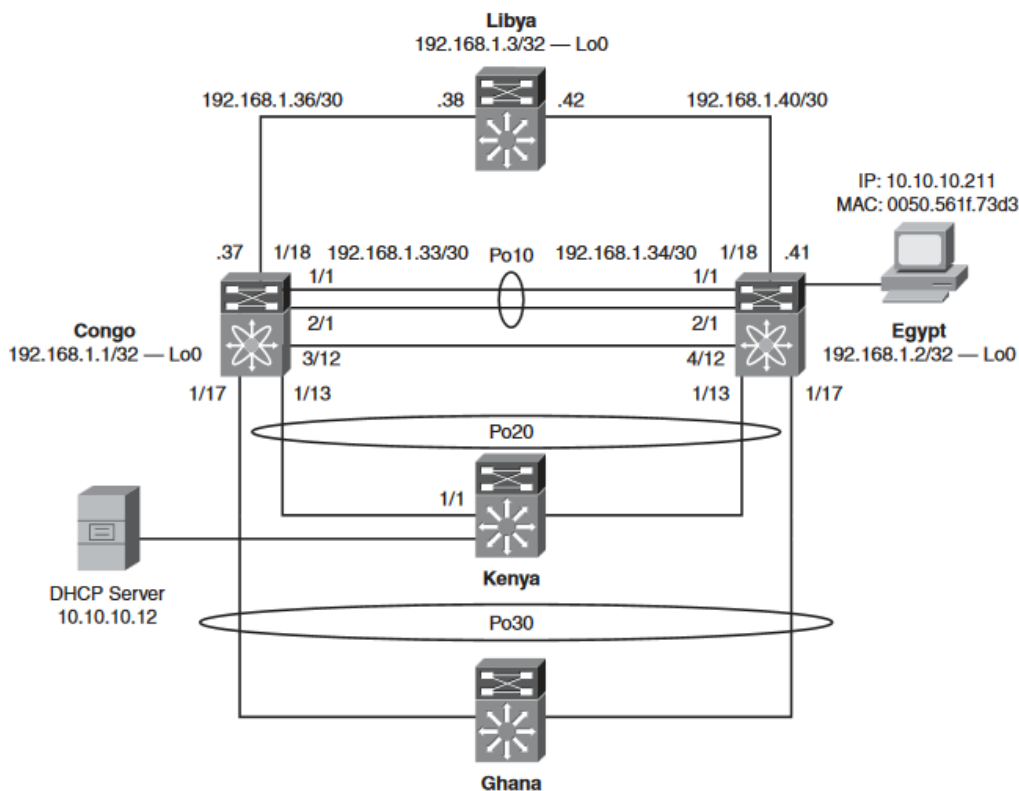 Libya
192.168.1.3/32 — Lo0
192.168.1.36/30
.38
.42
192.168.1.40/30
IP: 10.10.10.211
MAC: 0050.561f.73d3
.37
1/18
192.168.1.33/30
Po10
192.168.1.34/30
1/18
.41
1/1
1/1
Congo
192.168.1.1/32 — Lo0
2/1
2/1
Egypt
192.168.1.2/32 — Lo0
3/12
4/12
1/17
1/13
1/13
1/17
Po20
1/1
Kenya
DHCP Server
10.10.10.12
Po30
Ghana